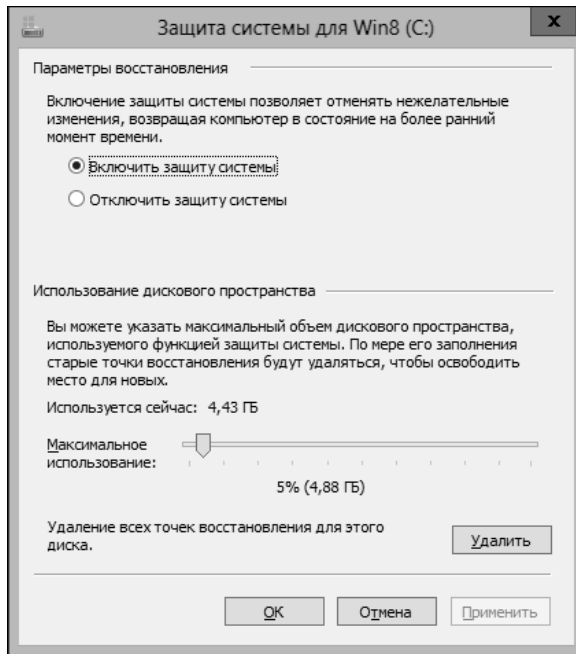 Защита системы для Win8 (C:)
x
Параметры восстановления
Включение защиты системы позволяет отменять нежелательные
изменения, возвращая компьютер в состояние на более ранний
момент времени.
Включить защиту системы
Отключить защиту системы
Использование дискового пространства
Вы можете указать максимальный объем дискового пространства,
используемого функцией защиты системы. По мере его заполнения
старые точки восстановления будут удаляться, чтобы освободить
место для новых.
Используется сейчас: 4,43 ГБ
Максимальное
использование:
5% (4,88 ГБ)
Удаление всех точек восстановления для этого
диска.
Удалить
ОК
Отмена
Применить